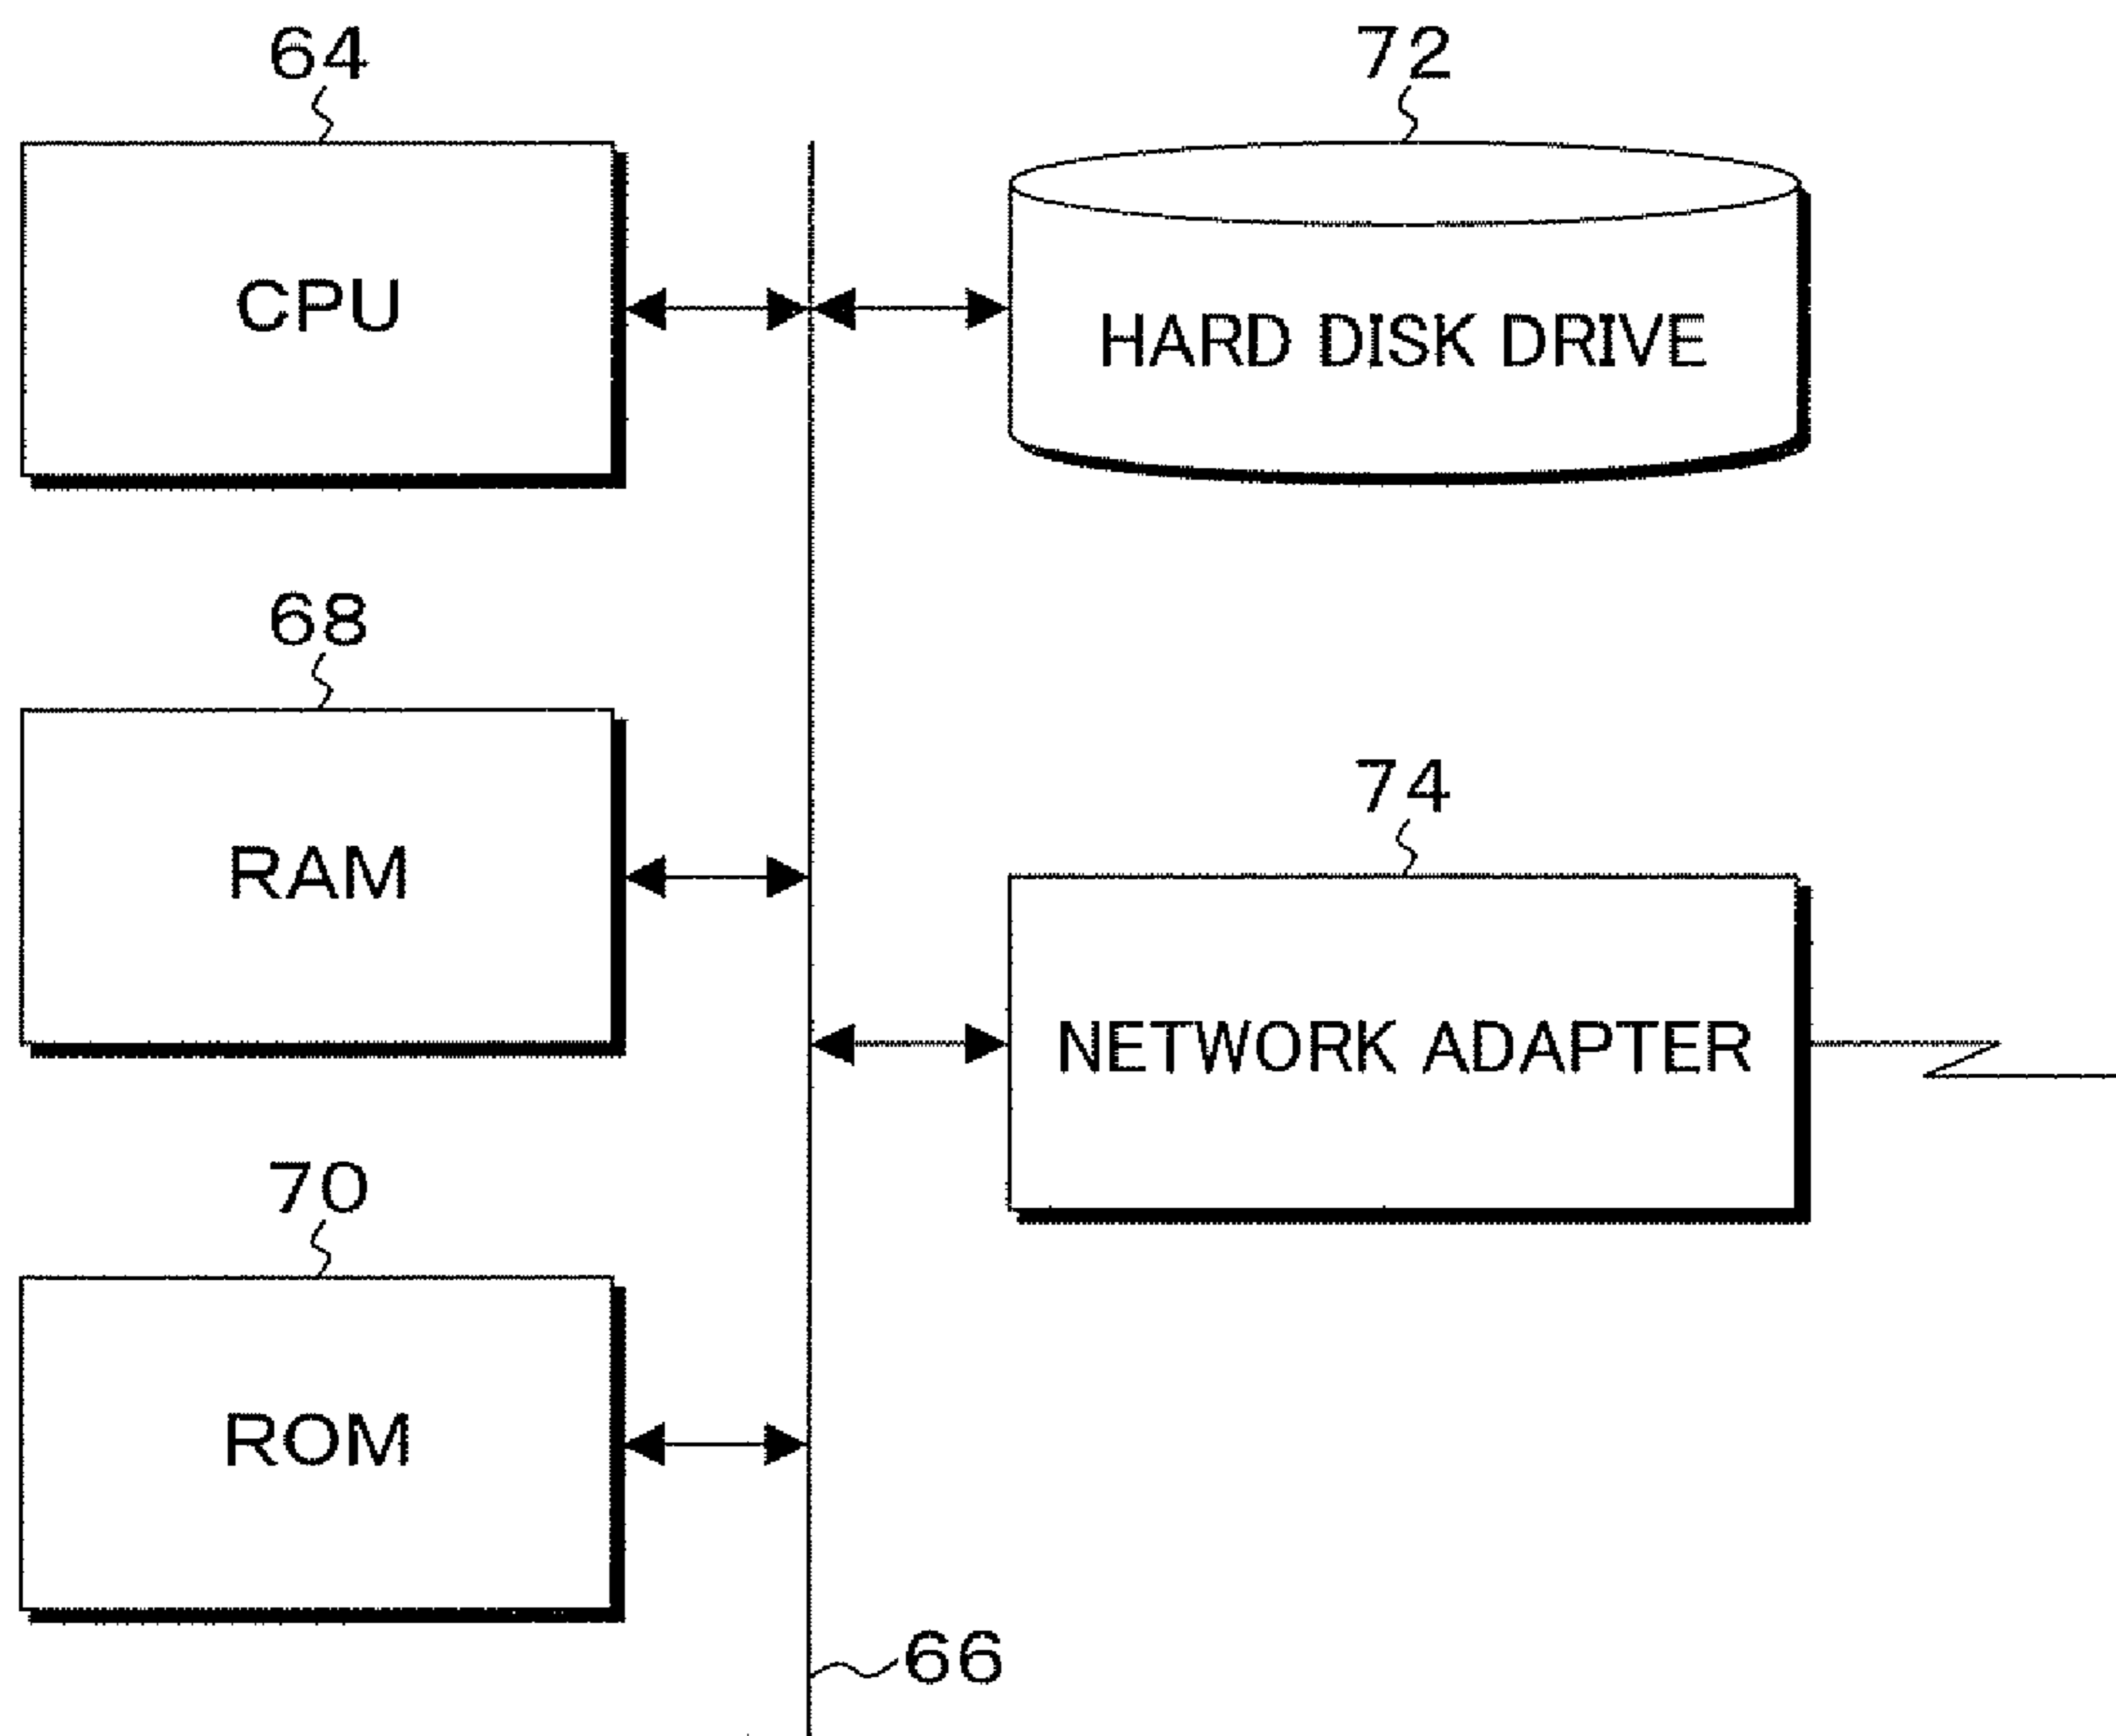 64
72
CPU
HARD DISK DRIVE
68
74
RAM
NETWORK ADAPTER
70
ROM
66